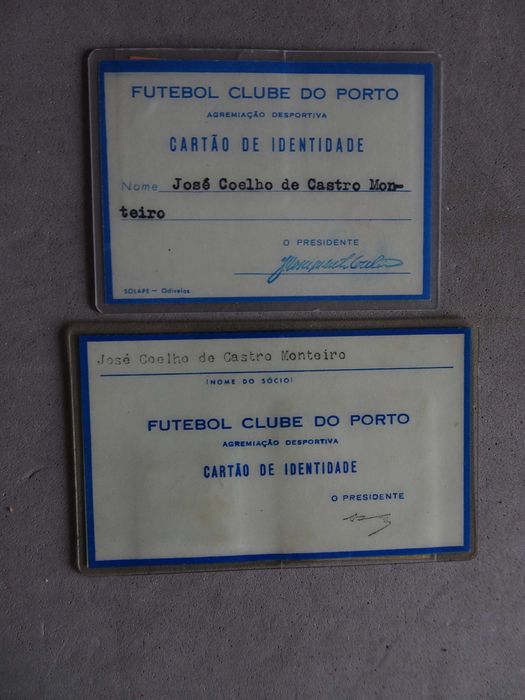 FUTEBOL CLUBE DO PORTO
AGREMIAÇÃO DESPORTIVA
CARTÃO DE IDENTIDADE
Nome José Coelho de Castro Mon-
teiro
O PRESIDENTE
SOLAPE — Odivelas
José Coelho de Castro Monteiro
(NOME DO SÓCIO)
FUTEBOL CLUBE DO PORTO
AGREMIAÇÃO DESPORTIVA
CARTÃO DE IDENTIDADE
O PRESIDENTE